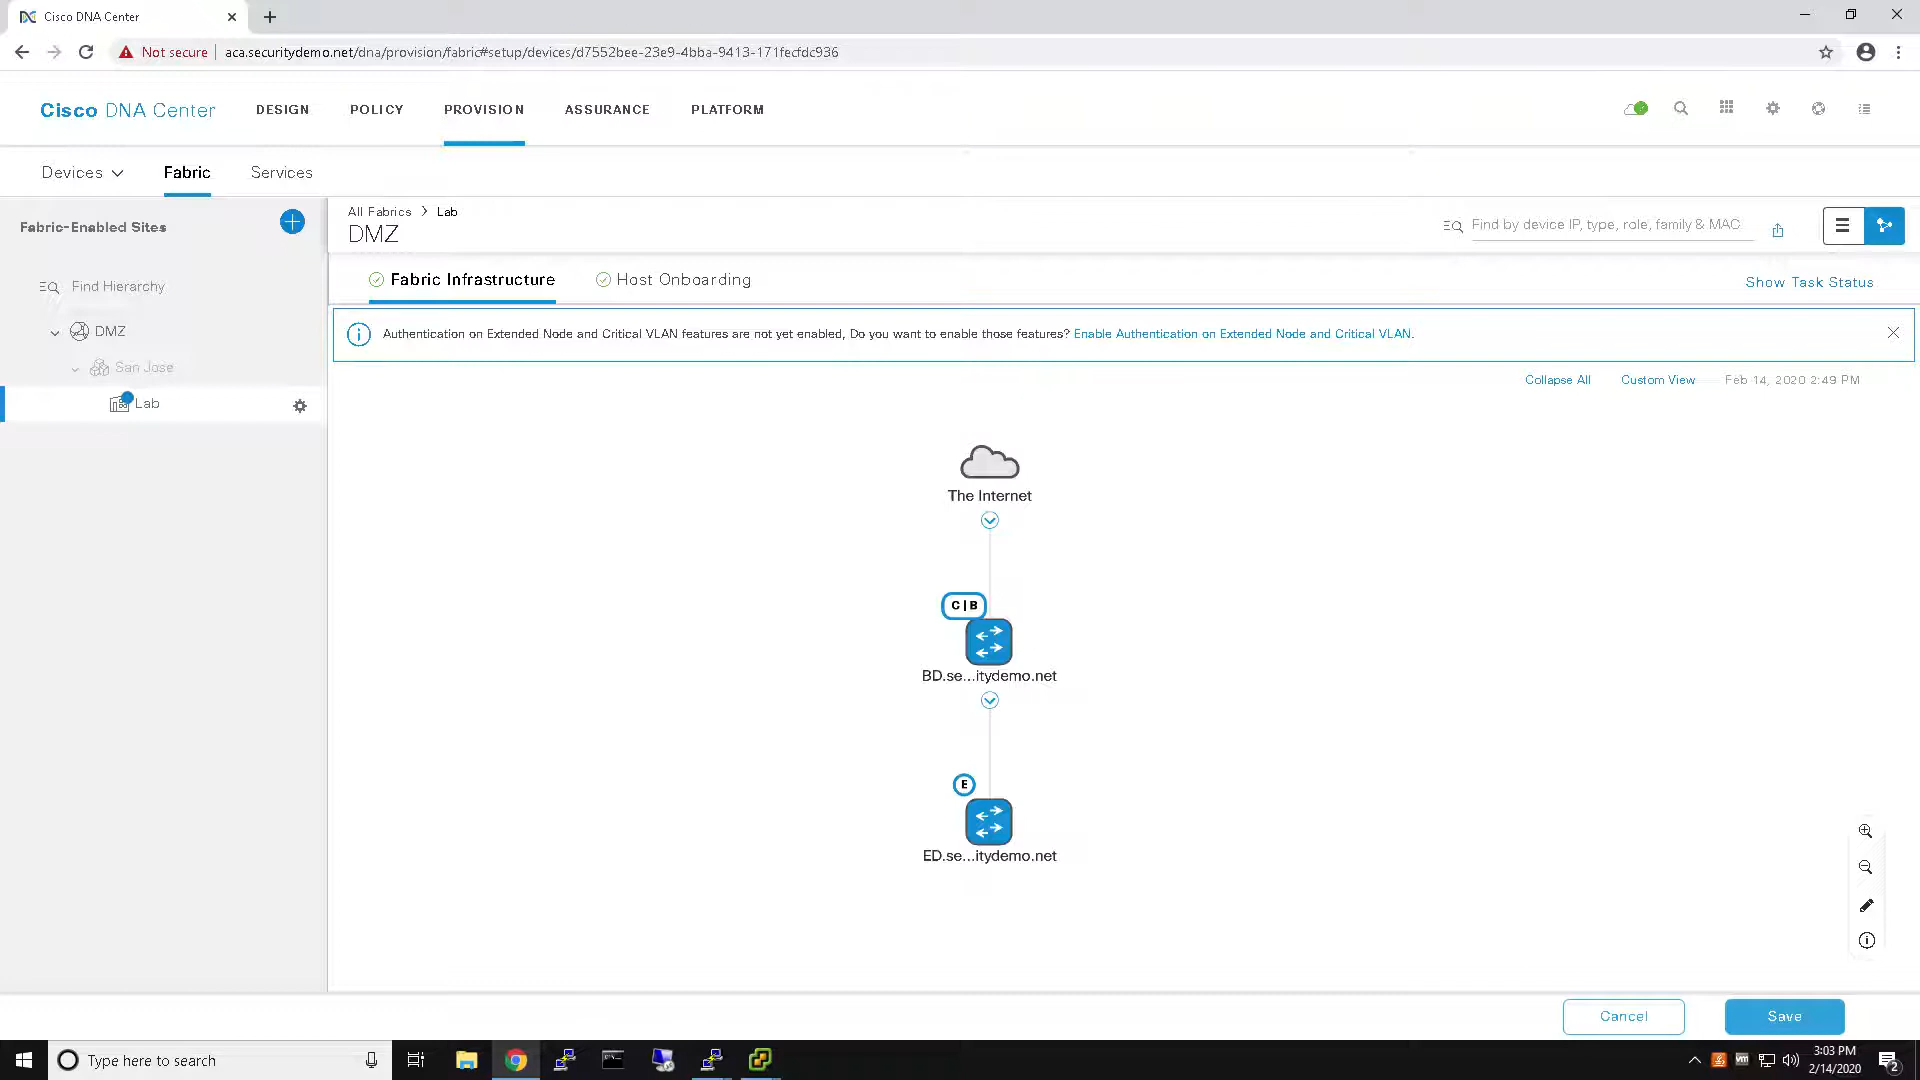 Cisco DNA Center
Not secure
aca.securitydemo.net/dna/provision/fabric#setup/devices/d7552bee-23e9-4bba-9413-171fecfdc936
Cisco DNA Center
DESIGN
POLICY
PROVISION
ASSURANCE
PLATFORM
Devices
Fabric
Services
Fabric-Enabled Sites
Find Hierarchy
DMZ
San Jose
Lab
All Fabrics > Lab
DMZ
Find by device IP, type, role, family & MAC
Fabric Infrastructure
Host Onboarding
Show Task Status
Authentication on Extended Node and Critical VLAN features are not yet enabled, Do you want to enable those features? Enable Authentication on Extended Node and Critical VLAN.
Collapse All
Custom View
Feb 14, 2020 2:49 PM
The Internet
C|B
BD.se...itydemo.net
E
ED.se...itydemo.net
Cancel
Save
Type here to search
3:03 PM
2/14/2020
2